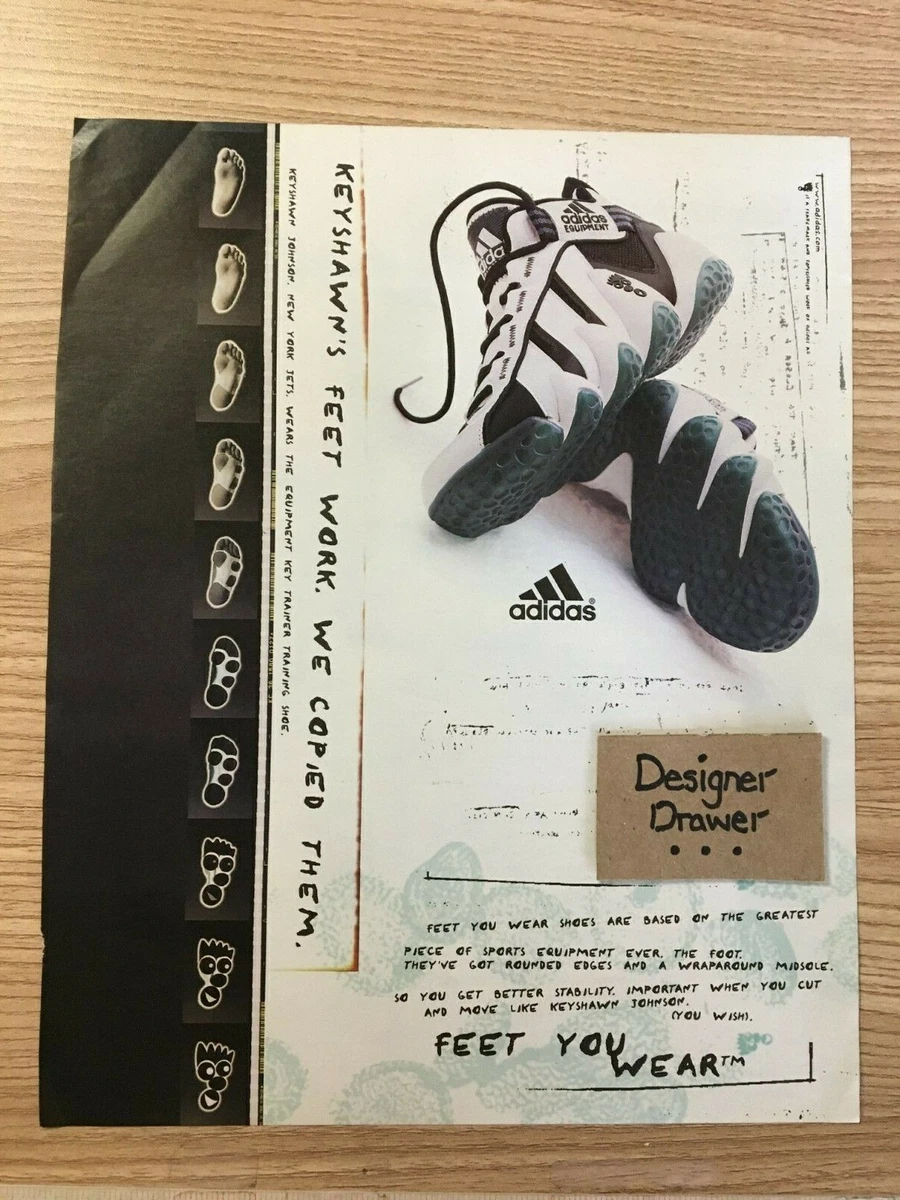 KEYSHAWN'S FEET WORK. WE COPIED THEM.
KEYSHAWN JOHNSON, NEW YORK JETS, WEARS THE EQUIPMENT KEY TRAINER TRAINING SHOE.
www.adidas.com
adidas
EQUIPMENT
adidas
adidas®
Designer
Drawer
...
FEET YOU WEAR SHOES ARE BASED ON THE GREATEST
PIECE OF SPORTS EQUIPMENT EVER. THE FOOT.
THEY'VE GOT ROUNDED EDGES AND A WRAPAROUND MIDSOLE.
SO YOU GET BETTER STABILITY. IMPORTANT WHEN YOU CUT
AND MOVE LIKE KEYSHAWN JOHNSON.
(YOU WISH).
FEET YOU
WEAR™